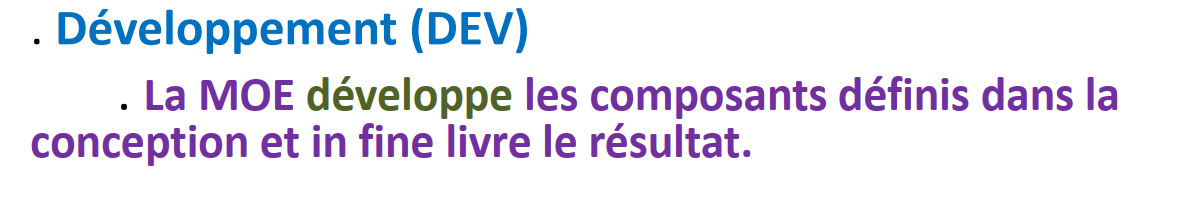 . Développement (DEV)
. La MOE développe les composants définis dans la
conception et in fine livre le résultat.